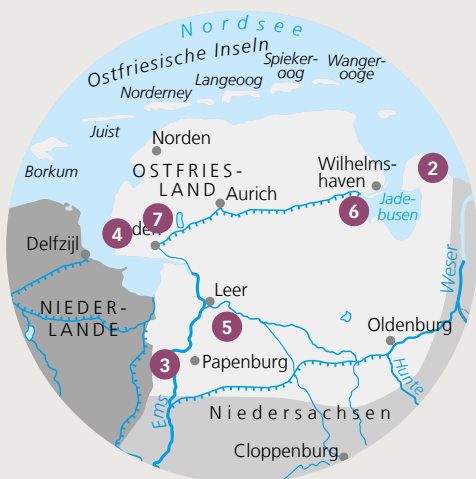 Nordsee
Ostfriesische Inseln
Spieker-
oog
Wanger-
ooge
Langeoog
Norderney
Juist
Borkum
Norden
OSTFRIES-
LAND
Aurich
Wilhelms-
haven
2
6
Jade-
busen
7
4
den
Delfzijl
NIEDER-
LANDE
Leer
5
Weser
Oldenburg
3
Papenburg
Hunte
Ems
Niedersachsen
Cloppenburg